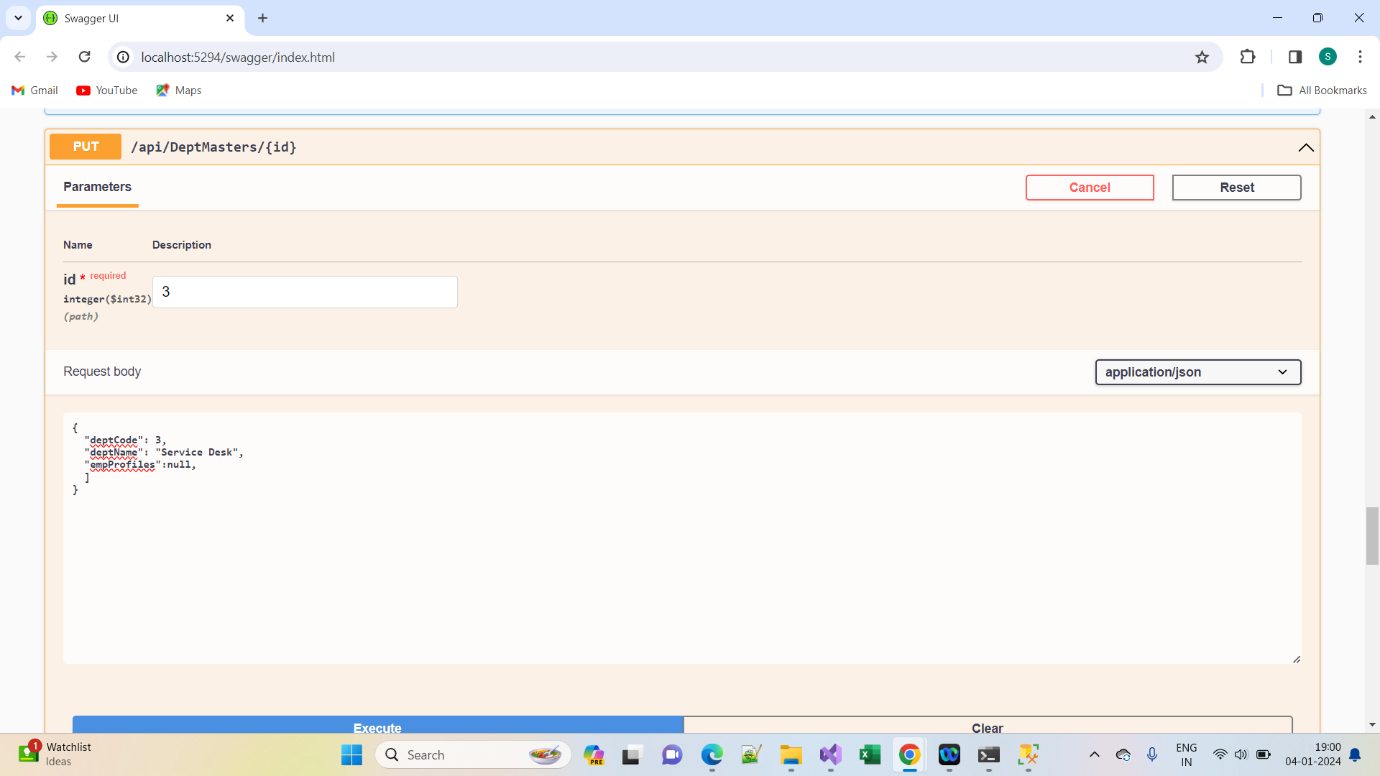 Swagger UI
localhost:5294/swagger/index.html
S
Gmail
YouTube
Maps
All Bookmarks
PUT /api/DeptMasters/{id}
Parameters
Cancel
Reset
Name Description
id * required
integer($int32)
(path)
3
Request body
application/json
{
"deptCode": 3,
"deptName": "Service Desk",
"empProfiles":null,
]
}
Execute
Clear
1
Watchlist
Ideas
Search
PRE
ENG
IN
19:00
04-01-2024